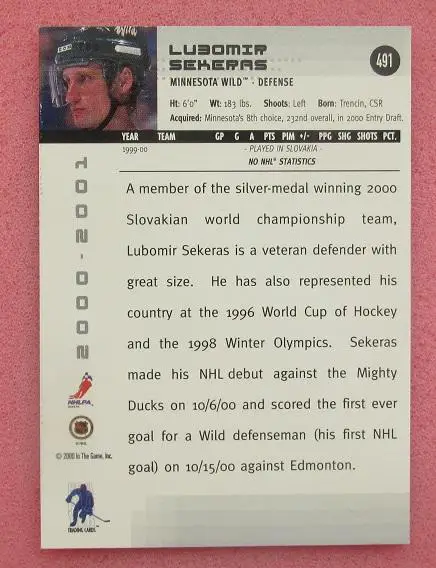 LUBOMIR
SEKERAS
491
MINNESOTA WILD™ - DEFENSE
Ht: 6'0" Wt: 183 lbs. Shoots: Left Born: Trencin, CSR
Acquired: Minnesota's 8th choice, 232nd overall, in 2000 Entry Draft.
YEAR TEAM GP G A PTS PIM +/- PPG SHG SHOTS PCT.
1999-00 - PLAYED IN SLOVAKIA -
NO NHL® STATISTICS
2000-2001
A member of the silver-medal winning 2000
Slovakian world championship team,
Lubomir Sekeras is a veteran defender with
great size. He has also represented his
country at the 1996 World Cup of Hockey
and the 1998 Winter Olympics. Sekeras
made his NHL debut against the Mighty
Ducks on 10/6/00 and scored the first ever
goal for a Wild defenseman (his first NHL
goal) on 10/15/00 against Edmonton.
NHLPA
© 2000 In The Game, Inc.
TRADING CARDS